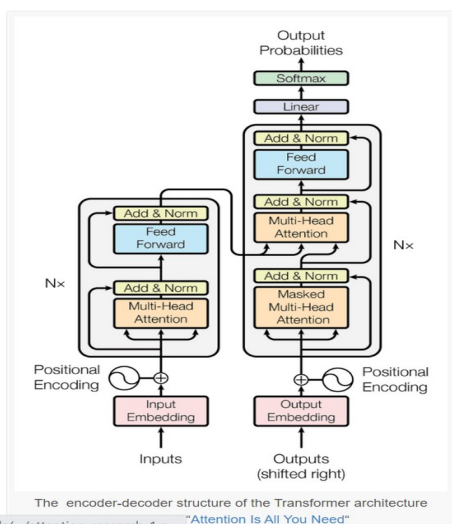 Output
Probabilities
Softmax
Linear
Add & Norm
Feed
Forward
Add & Norm
Multi-Head
Attention
Add & Norm
Masked
Multi-Head
Attention
Nx
Add & Norm
Feed
Forward
Add & Norm
Multi-Head
Attention
Nx
Positional
Encoding
Positional
Encoding
Input
Embedding
Output
Embedding
Inputs
Outputs
(shifted right)
The encoder-decoder structure of the Transformer architecture
"Attention Is All You Need"